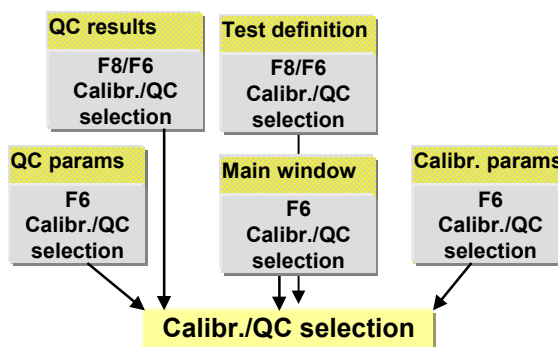 QC results
F8/F6
Calibr./QC
selection
Test definition
F8/F6
Calibr./QC
selection
QC params
F6
Calibr./QC
selection
Main window
F6
Calibr./QC
selection
Calibr. params
F6
Calibr./QC
selection
Calibr./QC selection